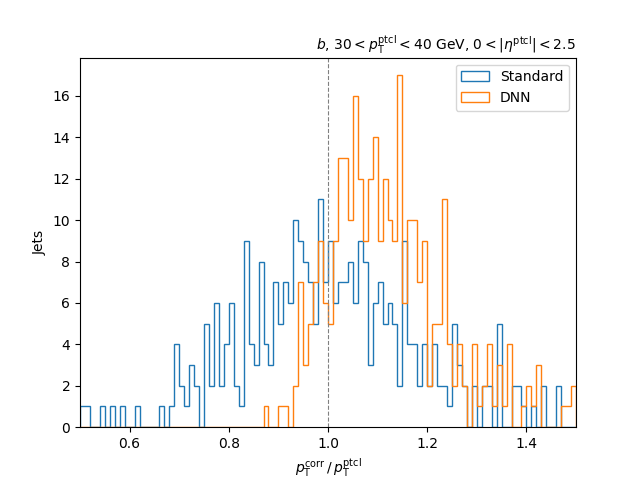 b, 30 < p_T^ptcl < 40 GeV, 0 < |η^ptcl| < 2.5
Standard
DNN
16
14
12
10
8
6
4
2
0
Jets
0.6 0.8 1.0 1.2 1.4
p_T^corr / p_T^ptcl